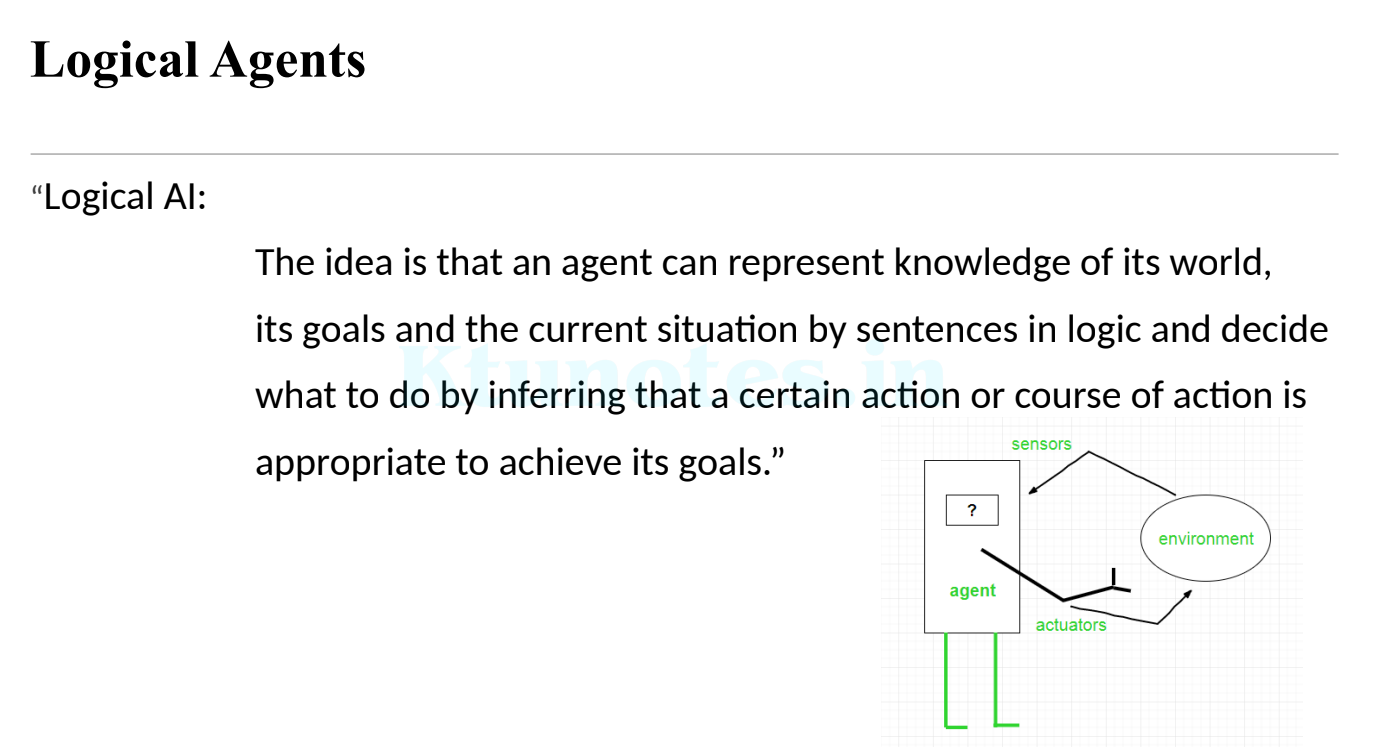 Logical Agents
“Logical AI:
The idea is that an agent can represent knowledge of its world,
its goals and the current situation by sentences in logic and decide
Ktunotes.in
what to do by inferring that a certain action or course of action is
appropriate to achieve its goals.”
sensors
?
environment
agent
actuators